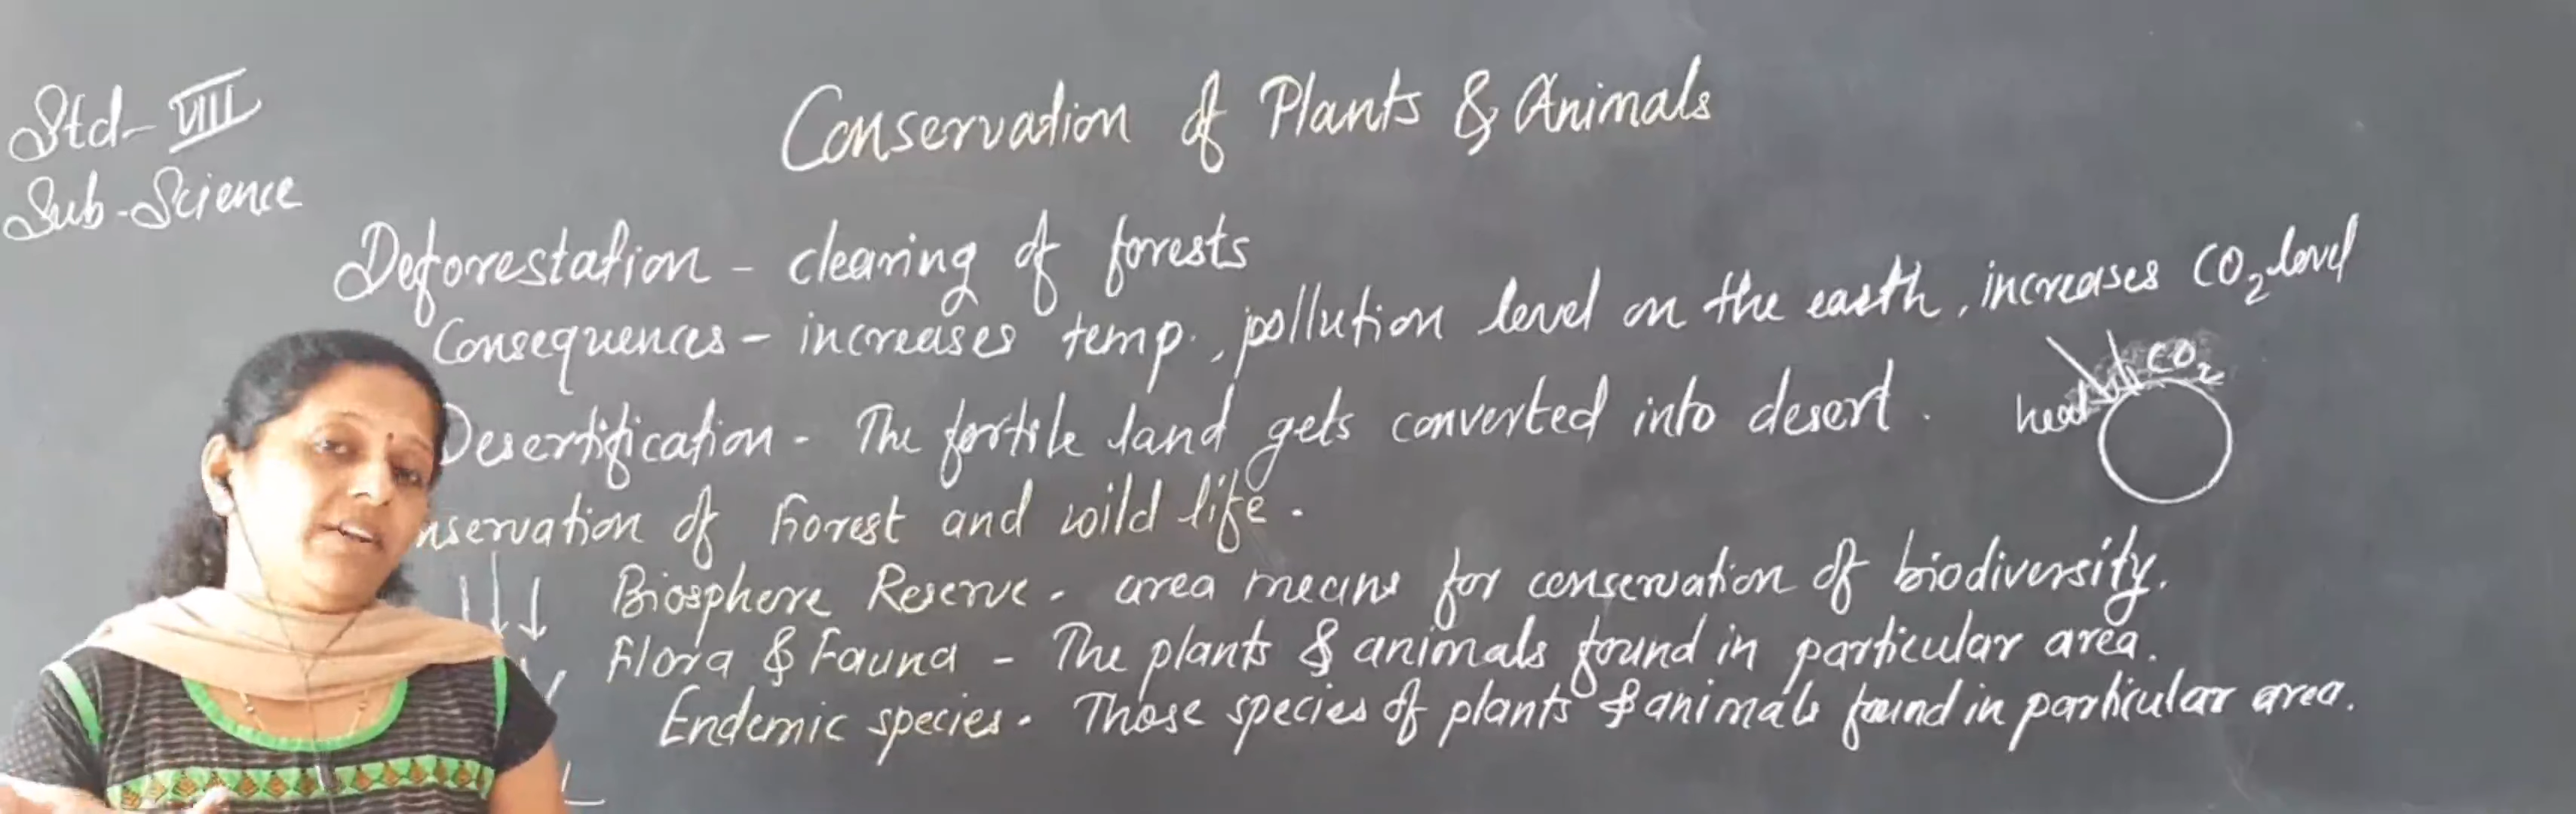 Std- VIII
Sub-Science
Conservation of Plants & Animals
Deforestation - clearing of forests
Consequences - increases temp., pollution level on the earth, increases CO2 level
CO2
heat
Desertification - The fertile land gets converted into desert.
nservation of Forest and wild life.
Biosphere Reserve - area means for conservation of biodiversity.
Flora & Fauna - The plants & animals found in particular area.
Endemic species - Those species of plants & animals found in particular area.